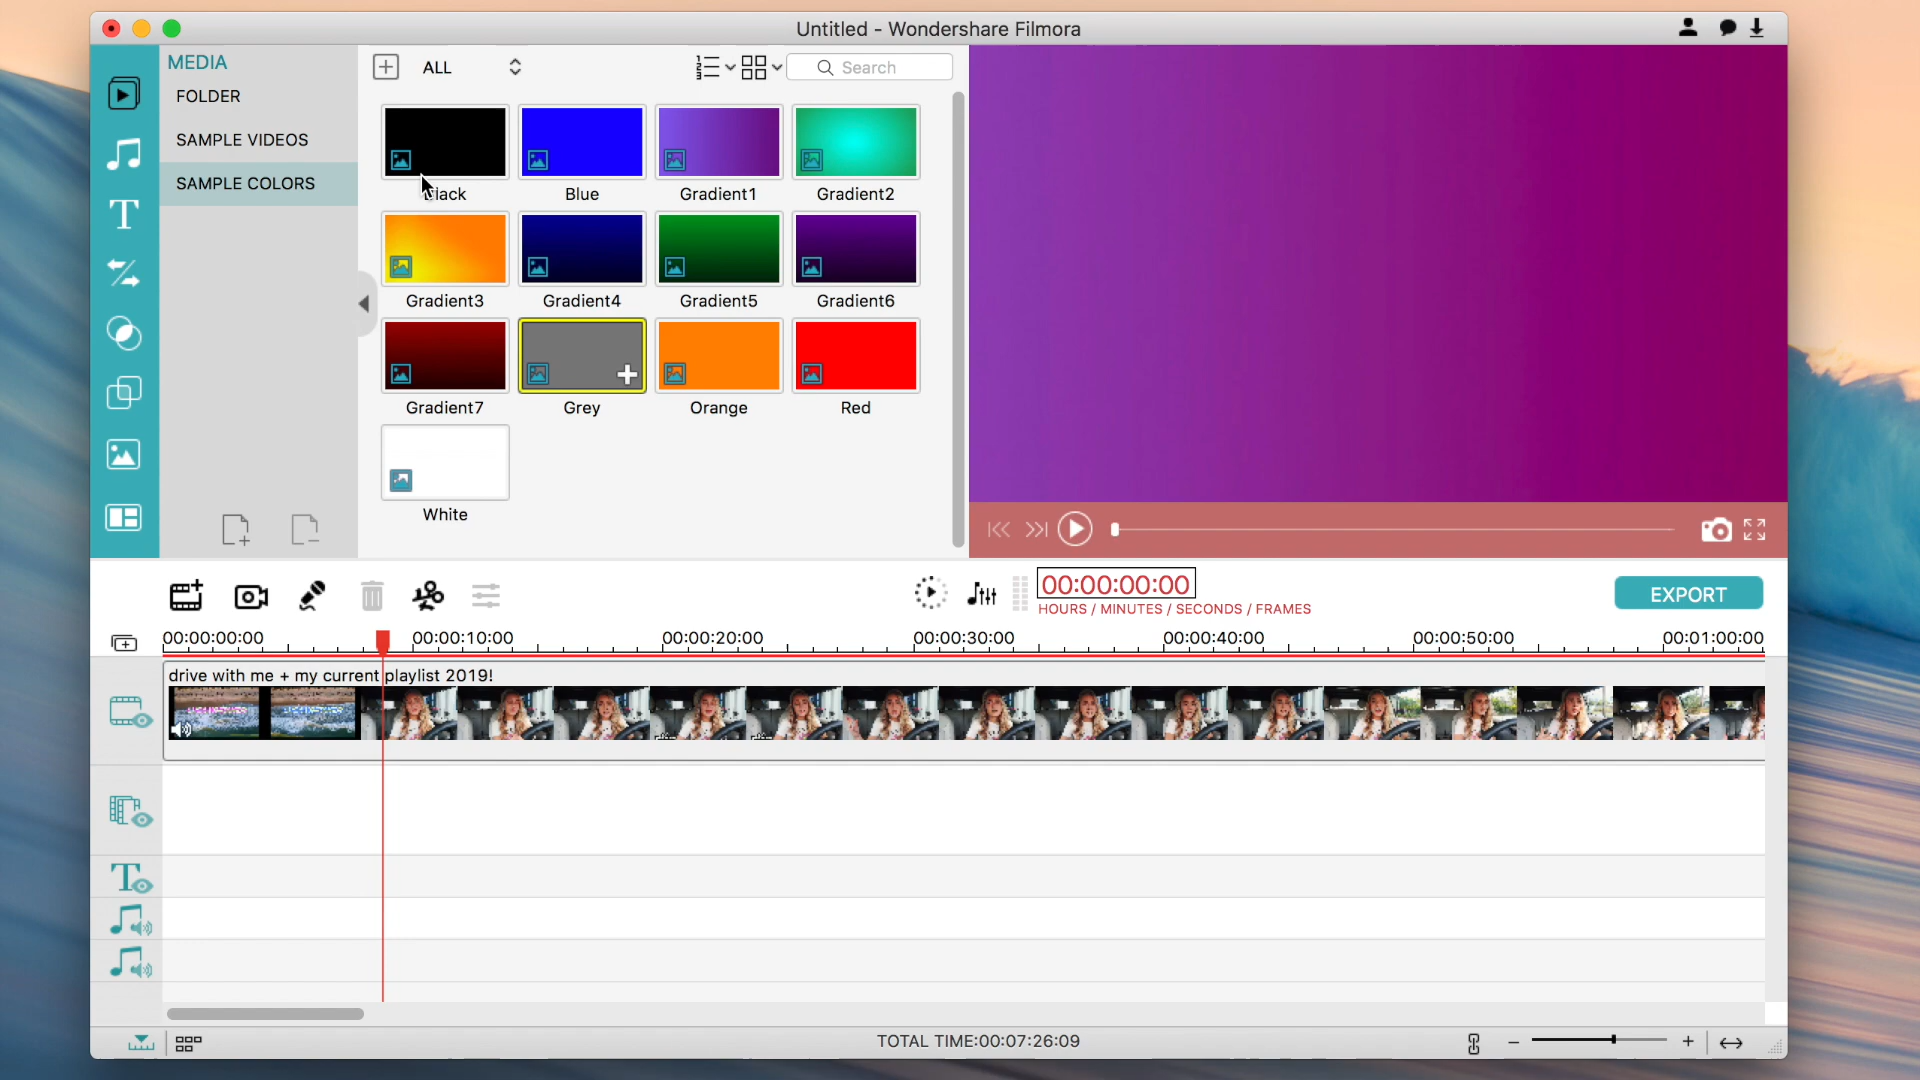 Untitled - Wondershare Filmora
MEDIA
FOLDER
SAMPLE VIDEOS
SAMPLE COLORS
ALL
Search
Blue
Gradient1
Gradient2
Gradient3
Gradient4
Gradient5
Gradient6
Gradient7
Grey
Orange
Red
White
00:00:00:00
HOURS / MINUTES / SECONDS / FRAMES
EXPORT
00:00:00:00 00:00:10:00 00:00:20:00 00:00:30:00 00:00:40:00 00:00:50:00 00:01:00:00
drive with me + my current playlist 2019!
TOTAL TIME:00:07:26:09